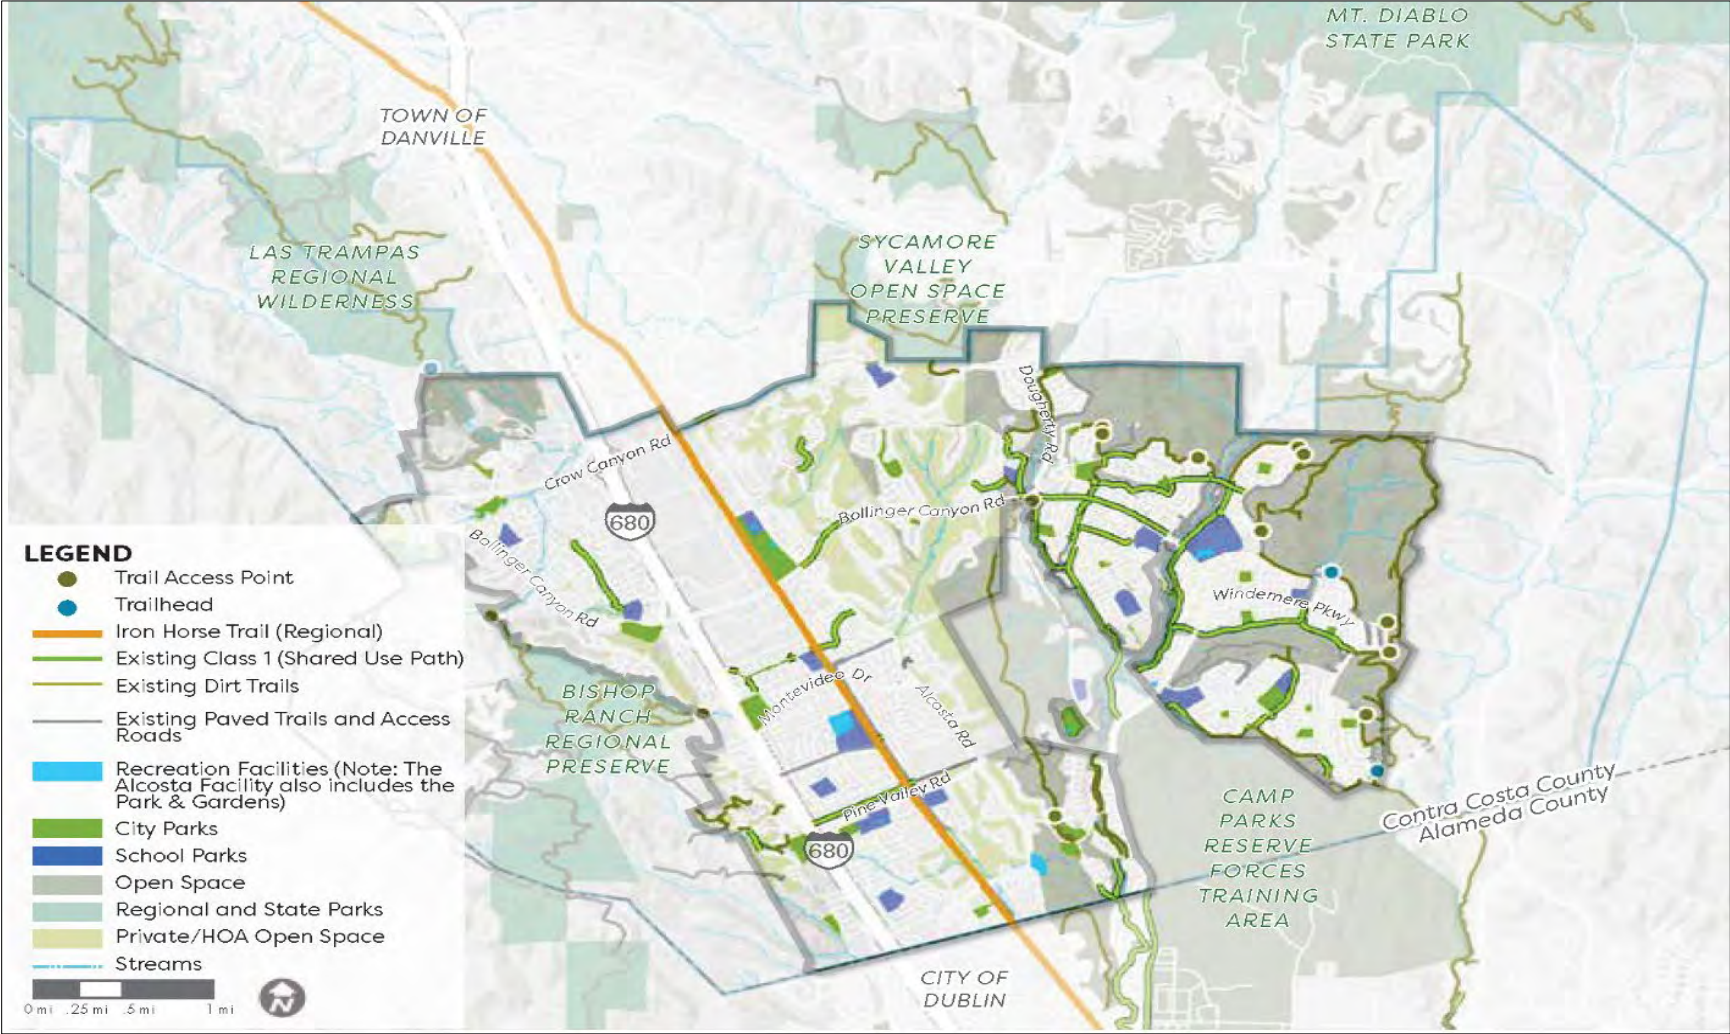 MT. DIABLO
STATE PARK
TOWN OF
DANVILLE
LAS TRAMPAS
REGIONAL
WILDERNESS
SYCAMORE
VALLEY
OPEN SPACE
PRESERVE
Dougherty Rd
Crow Canyon Rd
680
Bollinger Canyon Rd
Bollinger Canyon Rd
Windemere Pkwy
LEGEND
Trail Access Point
Trailhead
Iron Horse Trail (Regional)
Existing Class 1 (Shared Use Path)
Existing Dirt Trails
Existing Paved Trails and Access
Roads
Recreation Facilities (Note: The
Alcosta Facility also includes the
Park & Gardens)
City Parks
School Parks
Open Space
Regional and State Parks
Private/HOA Open Space
Streams
0 mi .25 mi .5 mi 1 mi
N
BISHOP
RANCH
REGIONAL
PRESERVE
Montevideo Dr
Alcosta Rd
Pine Valley Rd
680
CAMP
PARKS
RESERVE
FORCES
TRAINING
AREA
Contra Costa County
Alameda County
CITY OF
DUBLIN